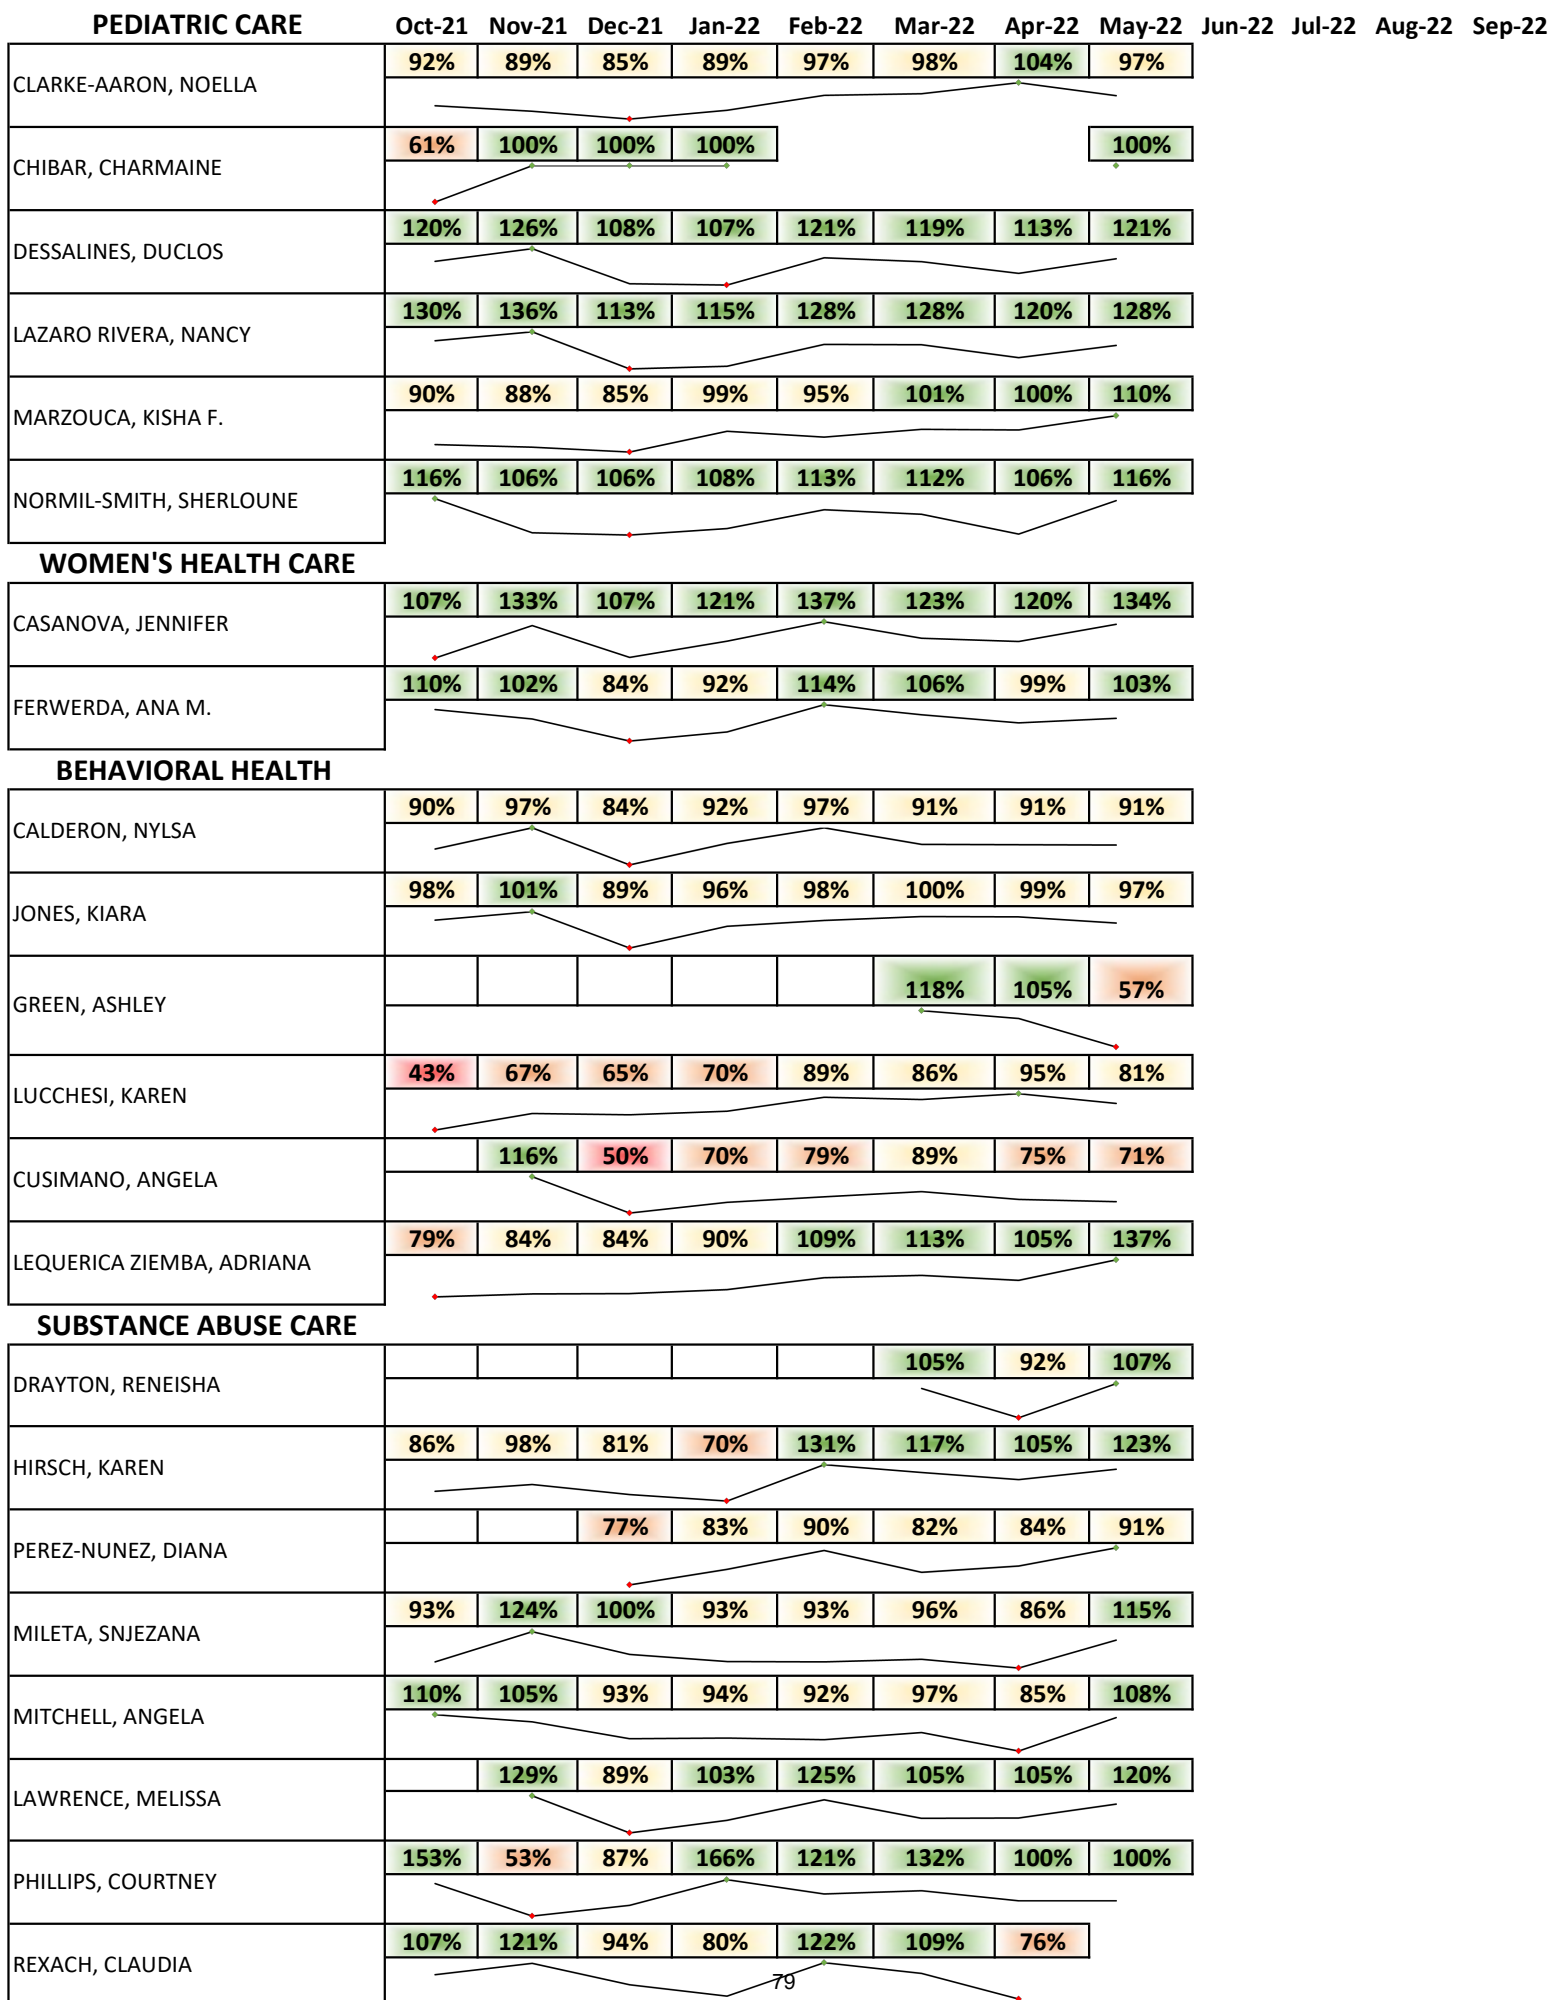 PEDIATRIC CARE Oct-21 Nov-21 Dec-21 Jan-22 Feb-22 Mar-22 Apr-22 May-22 Jun-22 Jul-22 Aug-22 Sep-22
92% 89% 85% 89% 97% 98% 104% 97%
CLARKE-AARON, NOELLA
61% 100% 100% 100% 100%
CHIBAR, CHARMAINE
120% 126% 108% 107% 121% 119% 113% 121%
DESSALINES, DUCLOS
130% 136% 113% 115% 128% 128% 120% 128%
LAZARO RIVERA, NANCY
90% 88% 85% 99% 95% 101% 100% 110%
MARZOUCA, KISHA F.
116% 106% 106% 108% 113% 112% 106% 116%
NORMIL-SMITH, SHERLOUNE
WOMEN'S HEALTH CARE
107% 133% 107% 121% 137% 123% 120% 134%
CASANOVA, JENNIFER
110% 102% 84% 92% 114% 106% 99% 103%
FERWERDA, ANA M.
BEHAVIORAL HEALTH
90% 97% 84% 92% 97% 91% 91% 91%
CALDERON, NYLSA
98% 101% 89% 96% 98% 100% 99% 97%
JONES, KIARA
118% 105% 57%
GREEN, ASHLEY
43% 67% 65% 70% 89% 86% 95% 81%
LUCCHESI, KAREN
116% 50% 70% 79% 89% 75% 71%
CUSIMANO, ANGELA
79% 84% 84% 90% 109% 113% 105% 137%
LEQUERICA ZIEMBA, ADRIANA
SUBSTANCE ABUSE CARE
105% 92% 107%
DRAYTON, RENEISHA
86% 98% 81% 70% 131% 117% 105% 123%
HIRSCH, KAREN
77% 83% 90% 82% 84% 91%
PEREZ-NUNEZ, DIANA
93% 124% 100% 93% 93% 96% 86% 115%
MILETA, SNJEZANA
110% 105% 93% 94% 92% 97% 85% 108%
MITCHELL, ANGELA
129% 89% 103% 125% 105% 105% 120%
LAWRENCE, MELISSA
153% 53% 87% 166% 121% 132% 100% 100%
PHILLIPS, COURTNEY
107% 121% 94% 80% 122% 109% 76%
REXACH, CLAUDIA
79